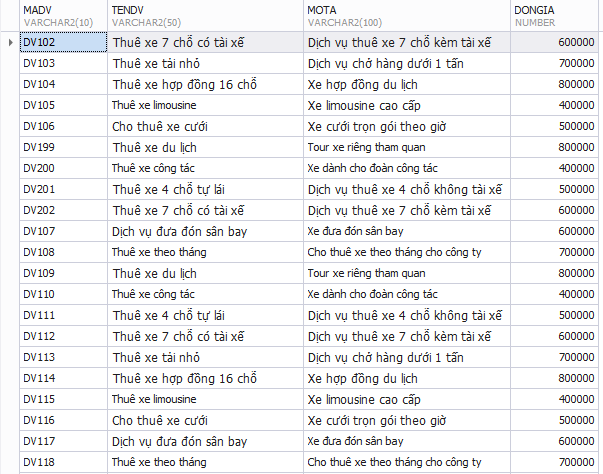 MADV TENDV MOTA DONGIA
VARCHAR2(10) VARCHAR2(50) VARCHAR2(100) NUMBER
DV102 Thuê xe 7 chỗ có tài xế Dịch vụ thuê xe 7 chỗ kèm tài xế 600000
DV103 Thuê xe tải nhỏ Dịch vụ chở hàng dưới 1 tấn 700000
DV104 Thuê xe hợp đồng 16 chỗ Xe hợp đồng du lịch 800000
DV105 Thuê xe limousine Xe limousine cao cấp 400000
DV106 Cho thuê xe cưới Xe cưới trọn gói theo giờ 500000
DV199 Thuê xe du lịch Tour xe riêng tham quan 800000
DV200 Thuê xe công tác Xe dành cho đoàn công tác 400000
DV201 Thuê xe 4 chỗ tự lái Dịch vụ thuê xe 4 chỗ không tài xế 500000
DV202 Thuê xe 7 chỗ có tài xế Dịch vụ thuê xe 7 chỗ kèm tài xế 600000
DV107 Dịch vụ đưa đón sân bay Xe đưa đón sân bay 600000
DV108 Thuê xe theo tháng Cho thuê xe theo tháng cho công ty 700000
DV109 Thuê xe du lịch Tour xe riêng tham quan 800000
DV110 Thuê xe công tác Xe dành cho đoàn công tác 400000
DV111 Thuê xe 4 chỗ tự lái Dịch vụ thuê xe 4 chỗ không tài xế 500000
DV112 Thuê xe 7 chỗ có tài xế Dịch vụ thuê xe 7 chỗ kèm tài xế 600000
DV113 Thuê xe tải nhỏ Dịch vụ chở hàng dưới 1 tấn 700000
DV114 Thuê xe hợp đồng 16 chỗ Xe hợp đồng du lịch 800000
DV115 Thuê xe limousine Xe limousine cao cấp 400000
DV116 Cho thuê xe cưới Xe cưới trọn gói theo giờ 500000
DV117 Dịch vụ đưa đón sân bay Xe đưa đón sân bay 600000
DV118 Thuê xe theo tháng Cho thuê xe theo tháng cho công ty 700000